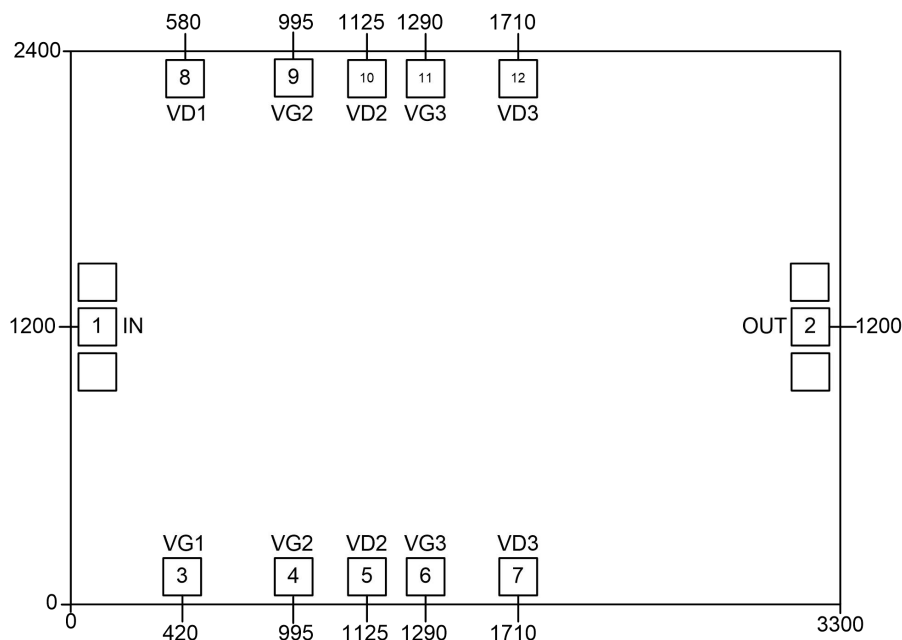 580 995 1125 1290 1710
2400
8 9 10 11 12
VD1 VG2 VD2 VG3 VD3
1200 1 IN OUT 2 1200
VG1 VG2 VD2 VG3 VD3
3 4 5 6 7
0
0 420 995 1125 1290 1710 3300